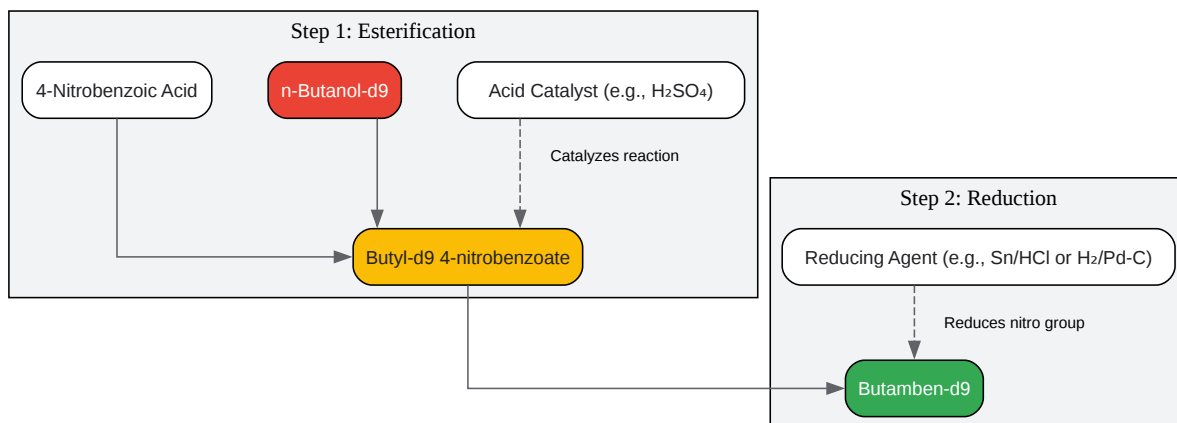 Step 1: Esterification
4-Nitrobenzoic Acid
n-Butanol-d9
Acid Catalyst (e.g., H₂SO₄)
Catalyzes reaction
Butyl-d9 4-nitrobenzoate
Step 2: Reduction
Reducing Agent (e.g., Sn/HCl or H₂/Pd-C)
Reduces nitro group
Butamben-d9